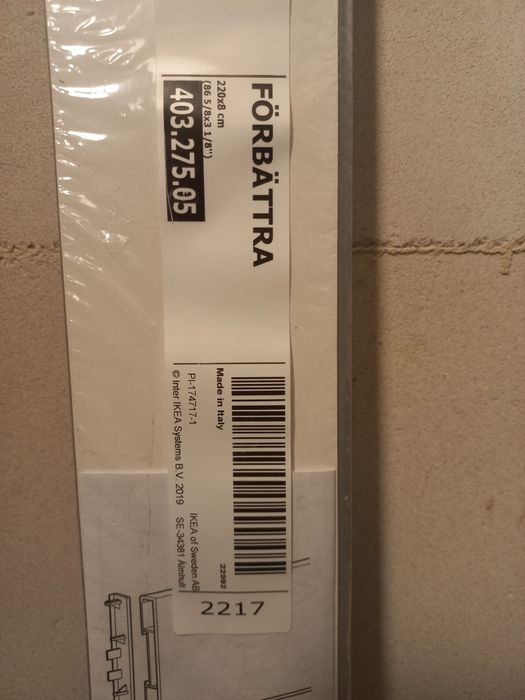 FÖRBÄTTRA
220x8 cm
(86 5/8x3 1/8")
403.275.05
Made in Italy
22592
PI-174717-1
IKEA of Sweden AB
© Inter IKEA Systems B.V. 2019
SE-34381 Älmhult
2217